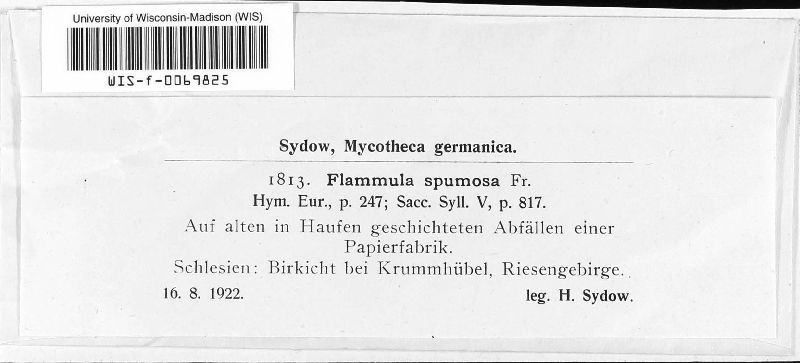 University of Wisconsin-Madison (WIS)
WIS-f-0069825
Sydow, Mycotheca germanica.
1813. Flammula spumosa Fr.
Hym. Eur., p. 247; Sacc. Syll. V, p. 817.
Auf alten in Haufen geschichteten Abfällen einer
Papierfabrik.
Schlesien: Birkicht bei Krummhübel, Riesengebirge.
16. 8. 1922. leg. H. Sydow.